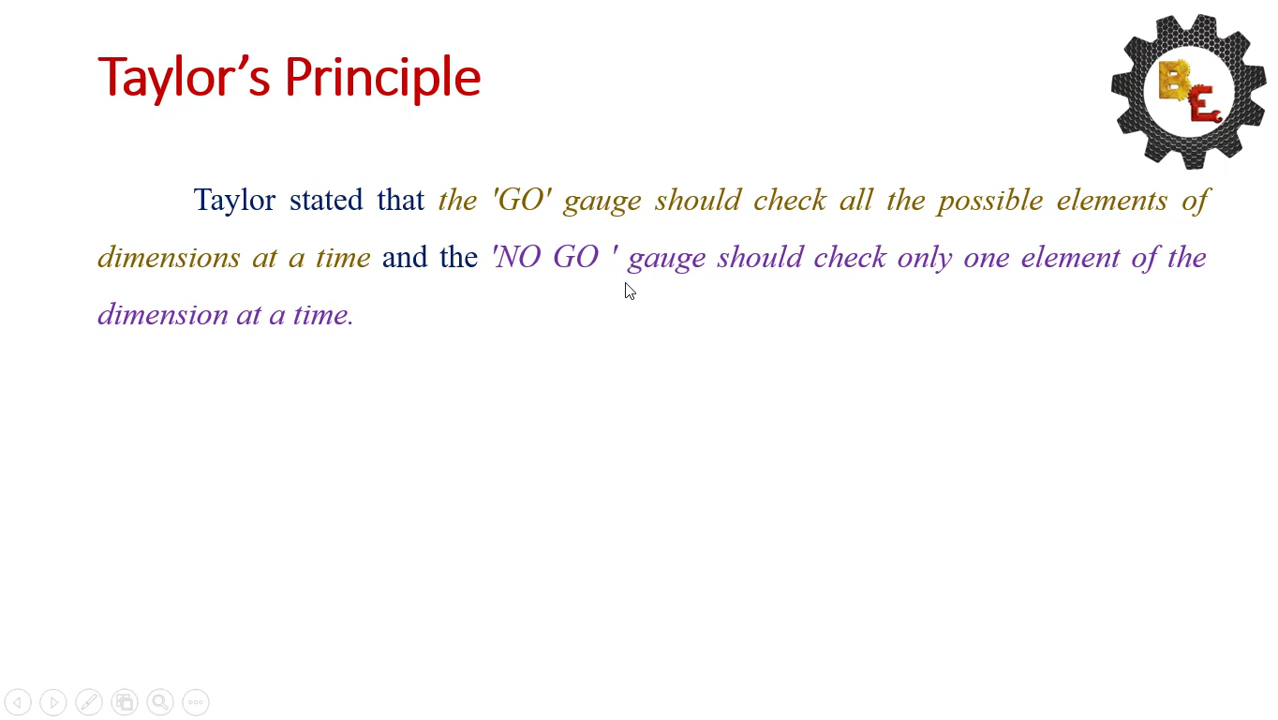 Taylor’s Principle
BE
Taylor stated that the 'GO' gauge should check all the possible elements of
dimensions at a time and the 'NO GO ' gauge should check only one element of the
dimension at a time.